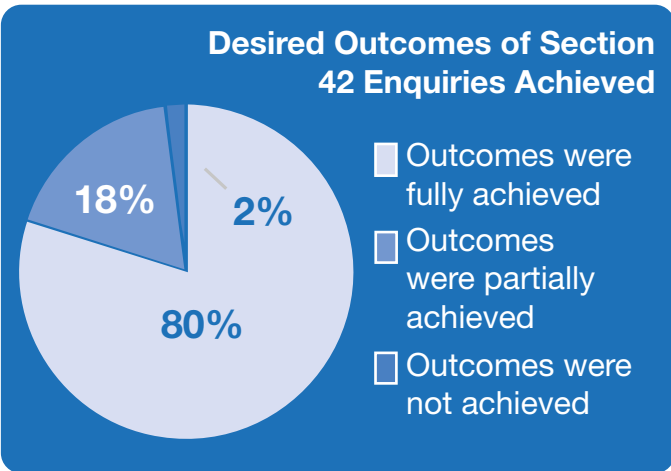 Desired Outcomes of Section
42 Enquiries Achieved
18%
2%
80%
Outcomes were
fully achieved
Outcomes
were partially
achieved
Outcomes were
not achieved